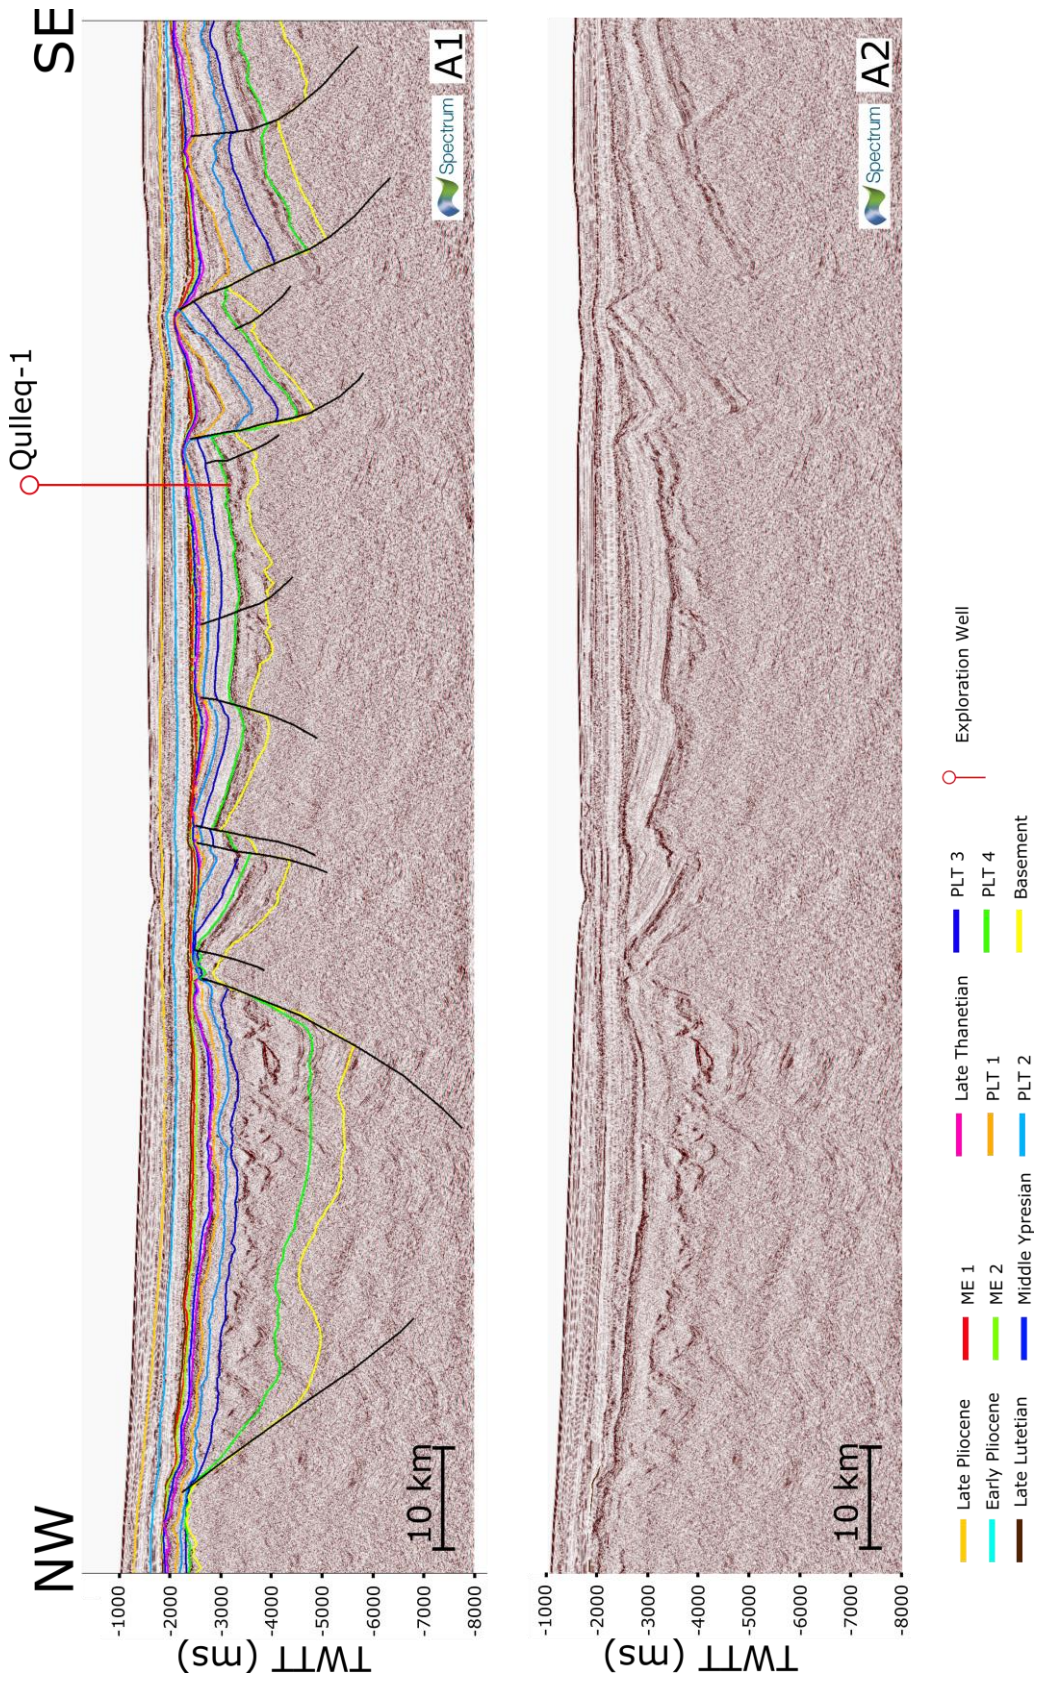 NW
SE
Qulleq-1
TWTT (ms)
-1000
-2000
-3000
-4000
-5000
-6000
-7000
-8000
10 km
Spectrum
A1
TWTT (ms)
-1000
-2000
-3000
-4000
-5000
-6000
-7000
-8000
10 km
Spectrum
A2
Late Pliocene
ME 1
Late Thanetian
PLT 3
Exploration Well
Early Pliocene
ME 2
PLT 1
PLT 4
Late Lutetian
Middle Ypresian
PLT 2
Basement